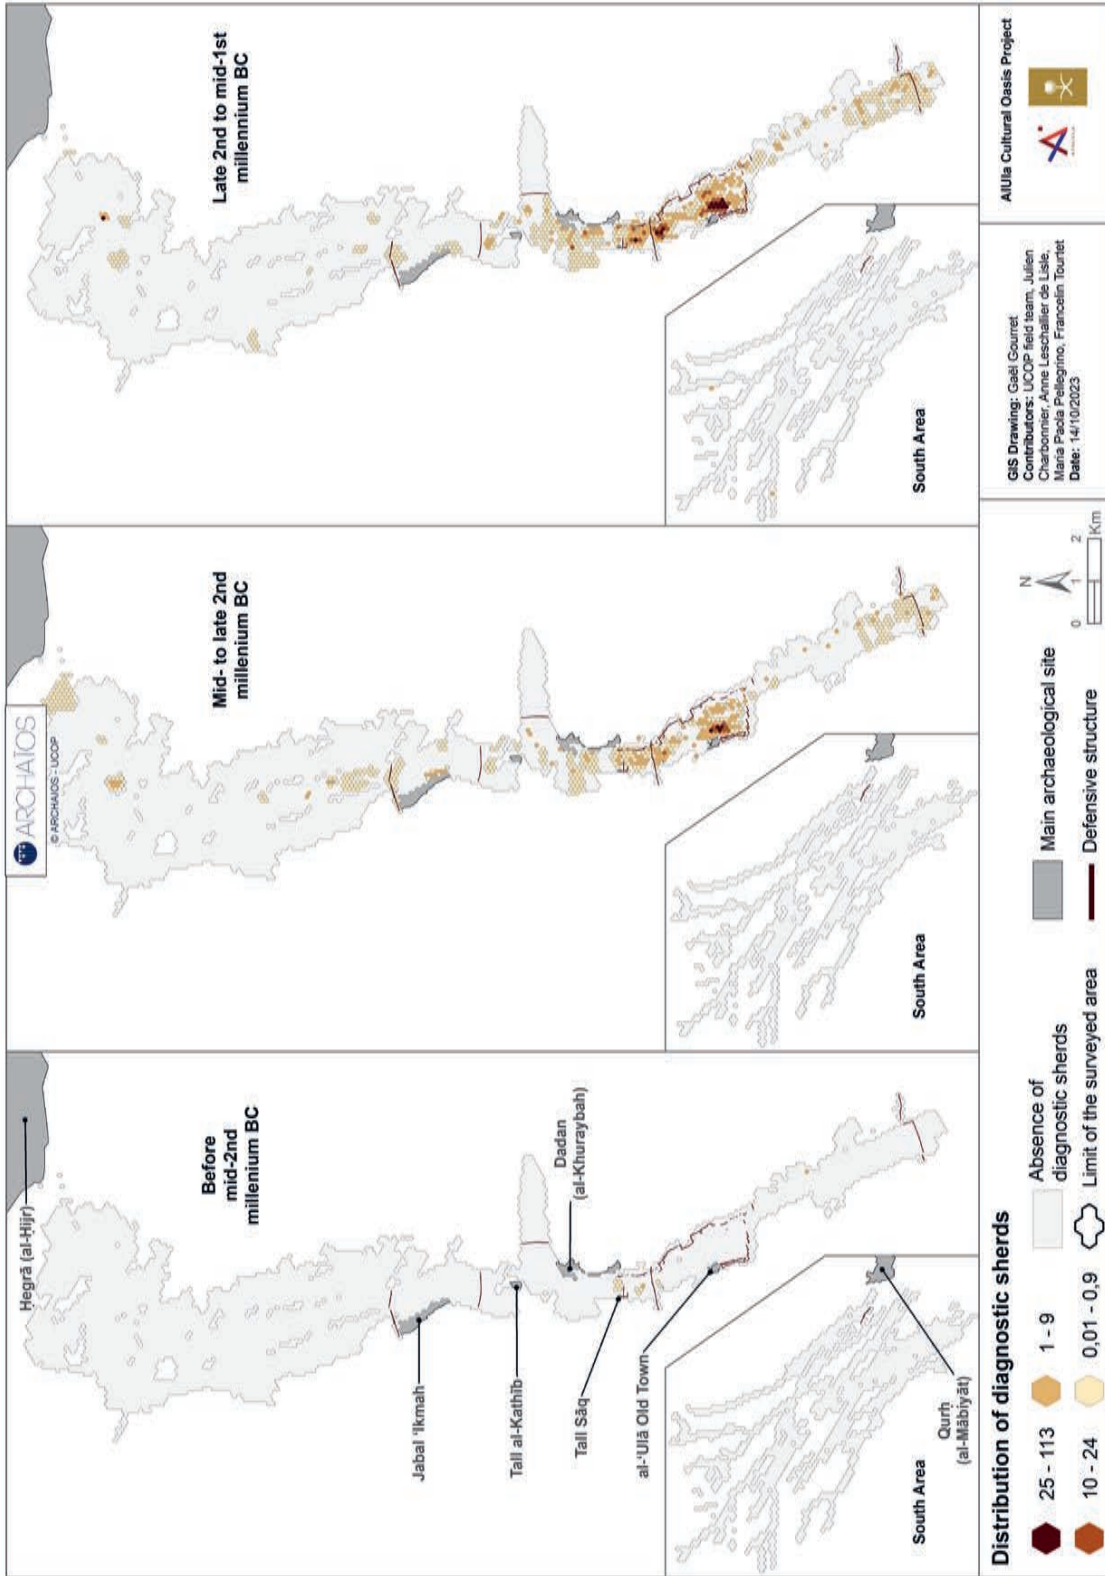 ARCHAIOS
© ARCHAIOS - UCOP
Before
mid-2nd
millenium BC
Ḥegrā (al-Ḥijr)
Jabal ‘Ikmah
Tall al-Kathīb
Dadan
(al-Khuraybah)
Tall Sāq
al-‘Ulā Old Town
Qurḥ
(al-Mābiyāt)
South Area
Mid- to late 2nd
millenium BC
South Area
Late 2nd to mid-1st
millennium BC
South Area
Distribution of diagnostic sherds
25 - 113
10 - 24
1 - 9
0,01 - 0,9
Absence of
diagnostic sherds
Limit of the surveyed area
Main archaeological site
Defensive structure
N
0 1 2
Km
GIS Drawing: Gaël Gourret
Contributors: UCOP field team, Julien
Charbonnier, Anne Leschallier de Lisle,
Maria Paola Pellegrino, Francelin Tourtet
Date: 14/10/2023
AlUla Cultural Oasis Project